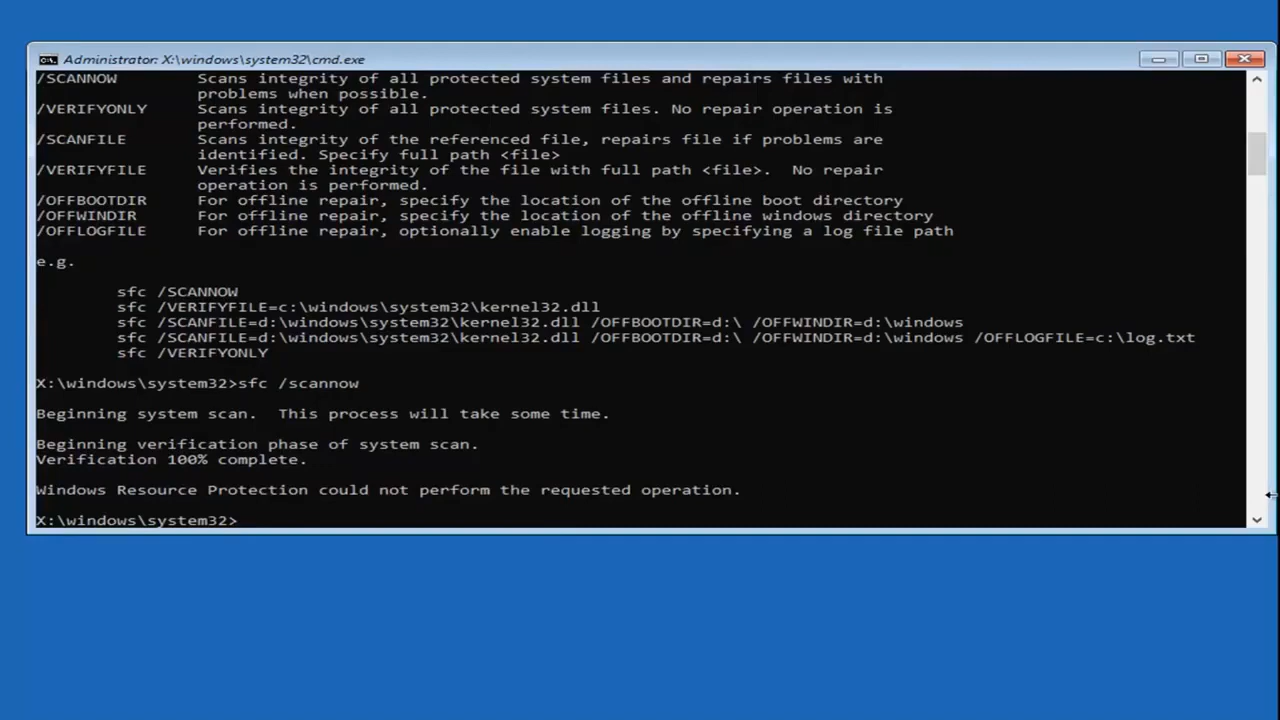 Administrator: X:\windows\system32\cmd.exe
/SCANNOW        Scans integrity of all protected system files and repairs files with
                problems when possible.
/VERIFYONLY     Scans integrity of all protected system files. No repair operation is
                performed.
/SCANFILE       Scans integrity of the referenced file, repairs file if problems are
                identified. Specify full path <file>
/VERIFYFILE     Verifies the integrity of the file with full path <file>.  No repair
                operation is performed.
/OFFBOOTDIR     For offline repair, specify the location of the offline boot directory
/OFFWINDIR      For offline repair, specify the location of the offline windows directory
/OFFLOGFILE     For offline repair, optionally enable logging by specifying a log file path
e.g.
        sfc /SCANNOW
        sfc /VERIFYFILE=c:\windows\system32\kernel32.dll
        sfc /SCANFILE=d:\windows\system32\kernel32.dll /OFFBOOTDIR=d:\ /OFFWINDIR=d:\windows
        sfc /SCANFILE=d:\windows\system32\kernel32.dll /OFFBOOTDIR=d:\ /OFFWINDIR=d:\windows /OFFLOGFILE=c:\log.txt
        sfc /VERIFYONLY
X:\windows\system32>sfc /scannow
Beginning system scan.  This process will take some time.
Beginning verification phase of system scan.
Verification 100% complete.
Windows Resource Protection could not perform the requested operation.
X:\windows\system32>